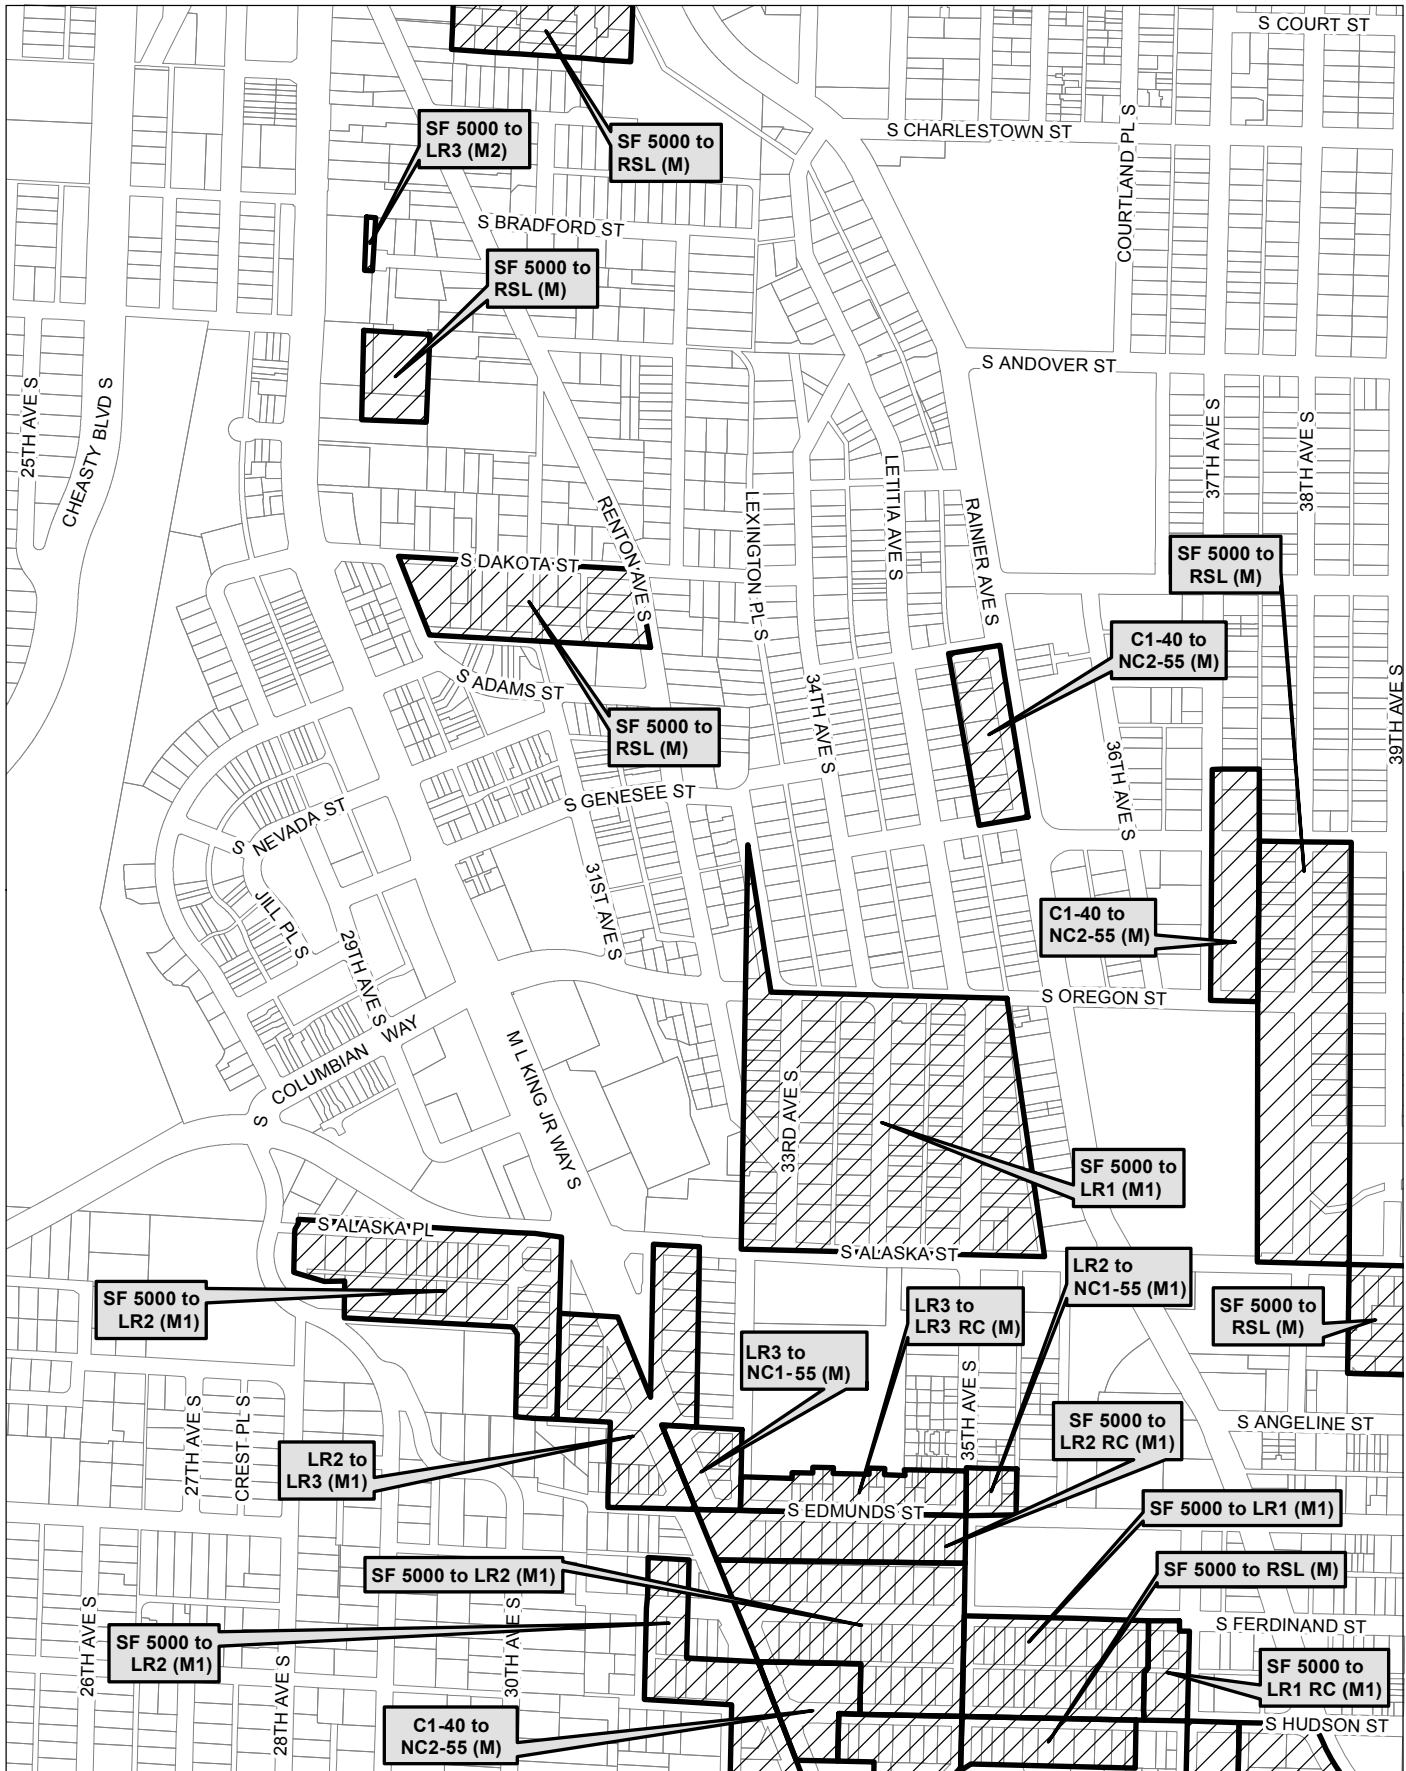 S COURT ST
SF 5000 to
LR3 (M2)
SF 5000 to
RSL (M)
S CHARLESTOWN ST
COURTLAND PL S
S BRADFORD ST
SF 5000 to
RSL (M)
S ANDOVER ST
25TH AVE S
CHEASTY BLVD S
37TH AVE S
38TH AVE S
RENTON AVE S
LEXINGTON PL S
LETITIA AVE S
RAINIER AVE S
S DAKOTA ST
SF 5000 to
RSL (M)
C1-40 to
NC2-55 (M)
39TH AVE S
S ADAMS ST
34TH AVE S
SF 5000 to
RSL (M)
36TH AVE S
S GENESEE ST
S NEVADA ST
31ST AVE S
JILL PL S
29TH AVE S
C1-40 to
NC2-55 (M)
S OREGON ST
S COLUMBIAN WAY
M L KING JR WAY S
33RD AVE S
SF 5000 to
LR1 (M1)
S ALASKA PL
S ALASKA ST
SF 5000 to
LR2 (M1)
LR3 to
LR3 RC (M)
LR2 to
NC1-55 (M1)
SF 5000 to
RSL (M)
LR3 to
NC1-55 (M)
35TH AVE S
27TH AVE S
CREST PL S
SF 5000 to
LR2 RC (M1)
S ANGELINE ST
LR2 to
LR3 (M1)
S EDMUNDS ST
SF 5000 to LR1 (M1)
SF 5000 to LR2 (M1)
SF 5000 to RSL (M)
26TH AVE S
SF 5000 to
LR2 (M1)
28TH AVE S
30TH AVE S
S FERDINAND ST
SF 5000 to
LR1 RC (M1)
C1-40 to
NC2-55 (M)
S HUDSON ST